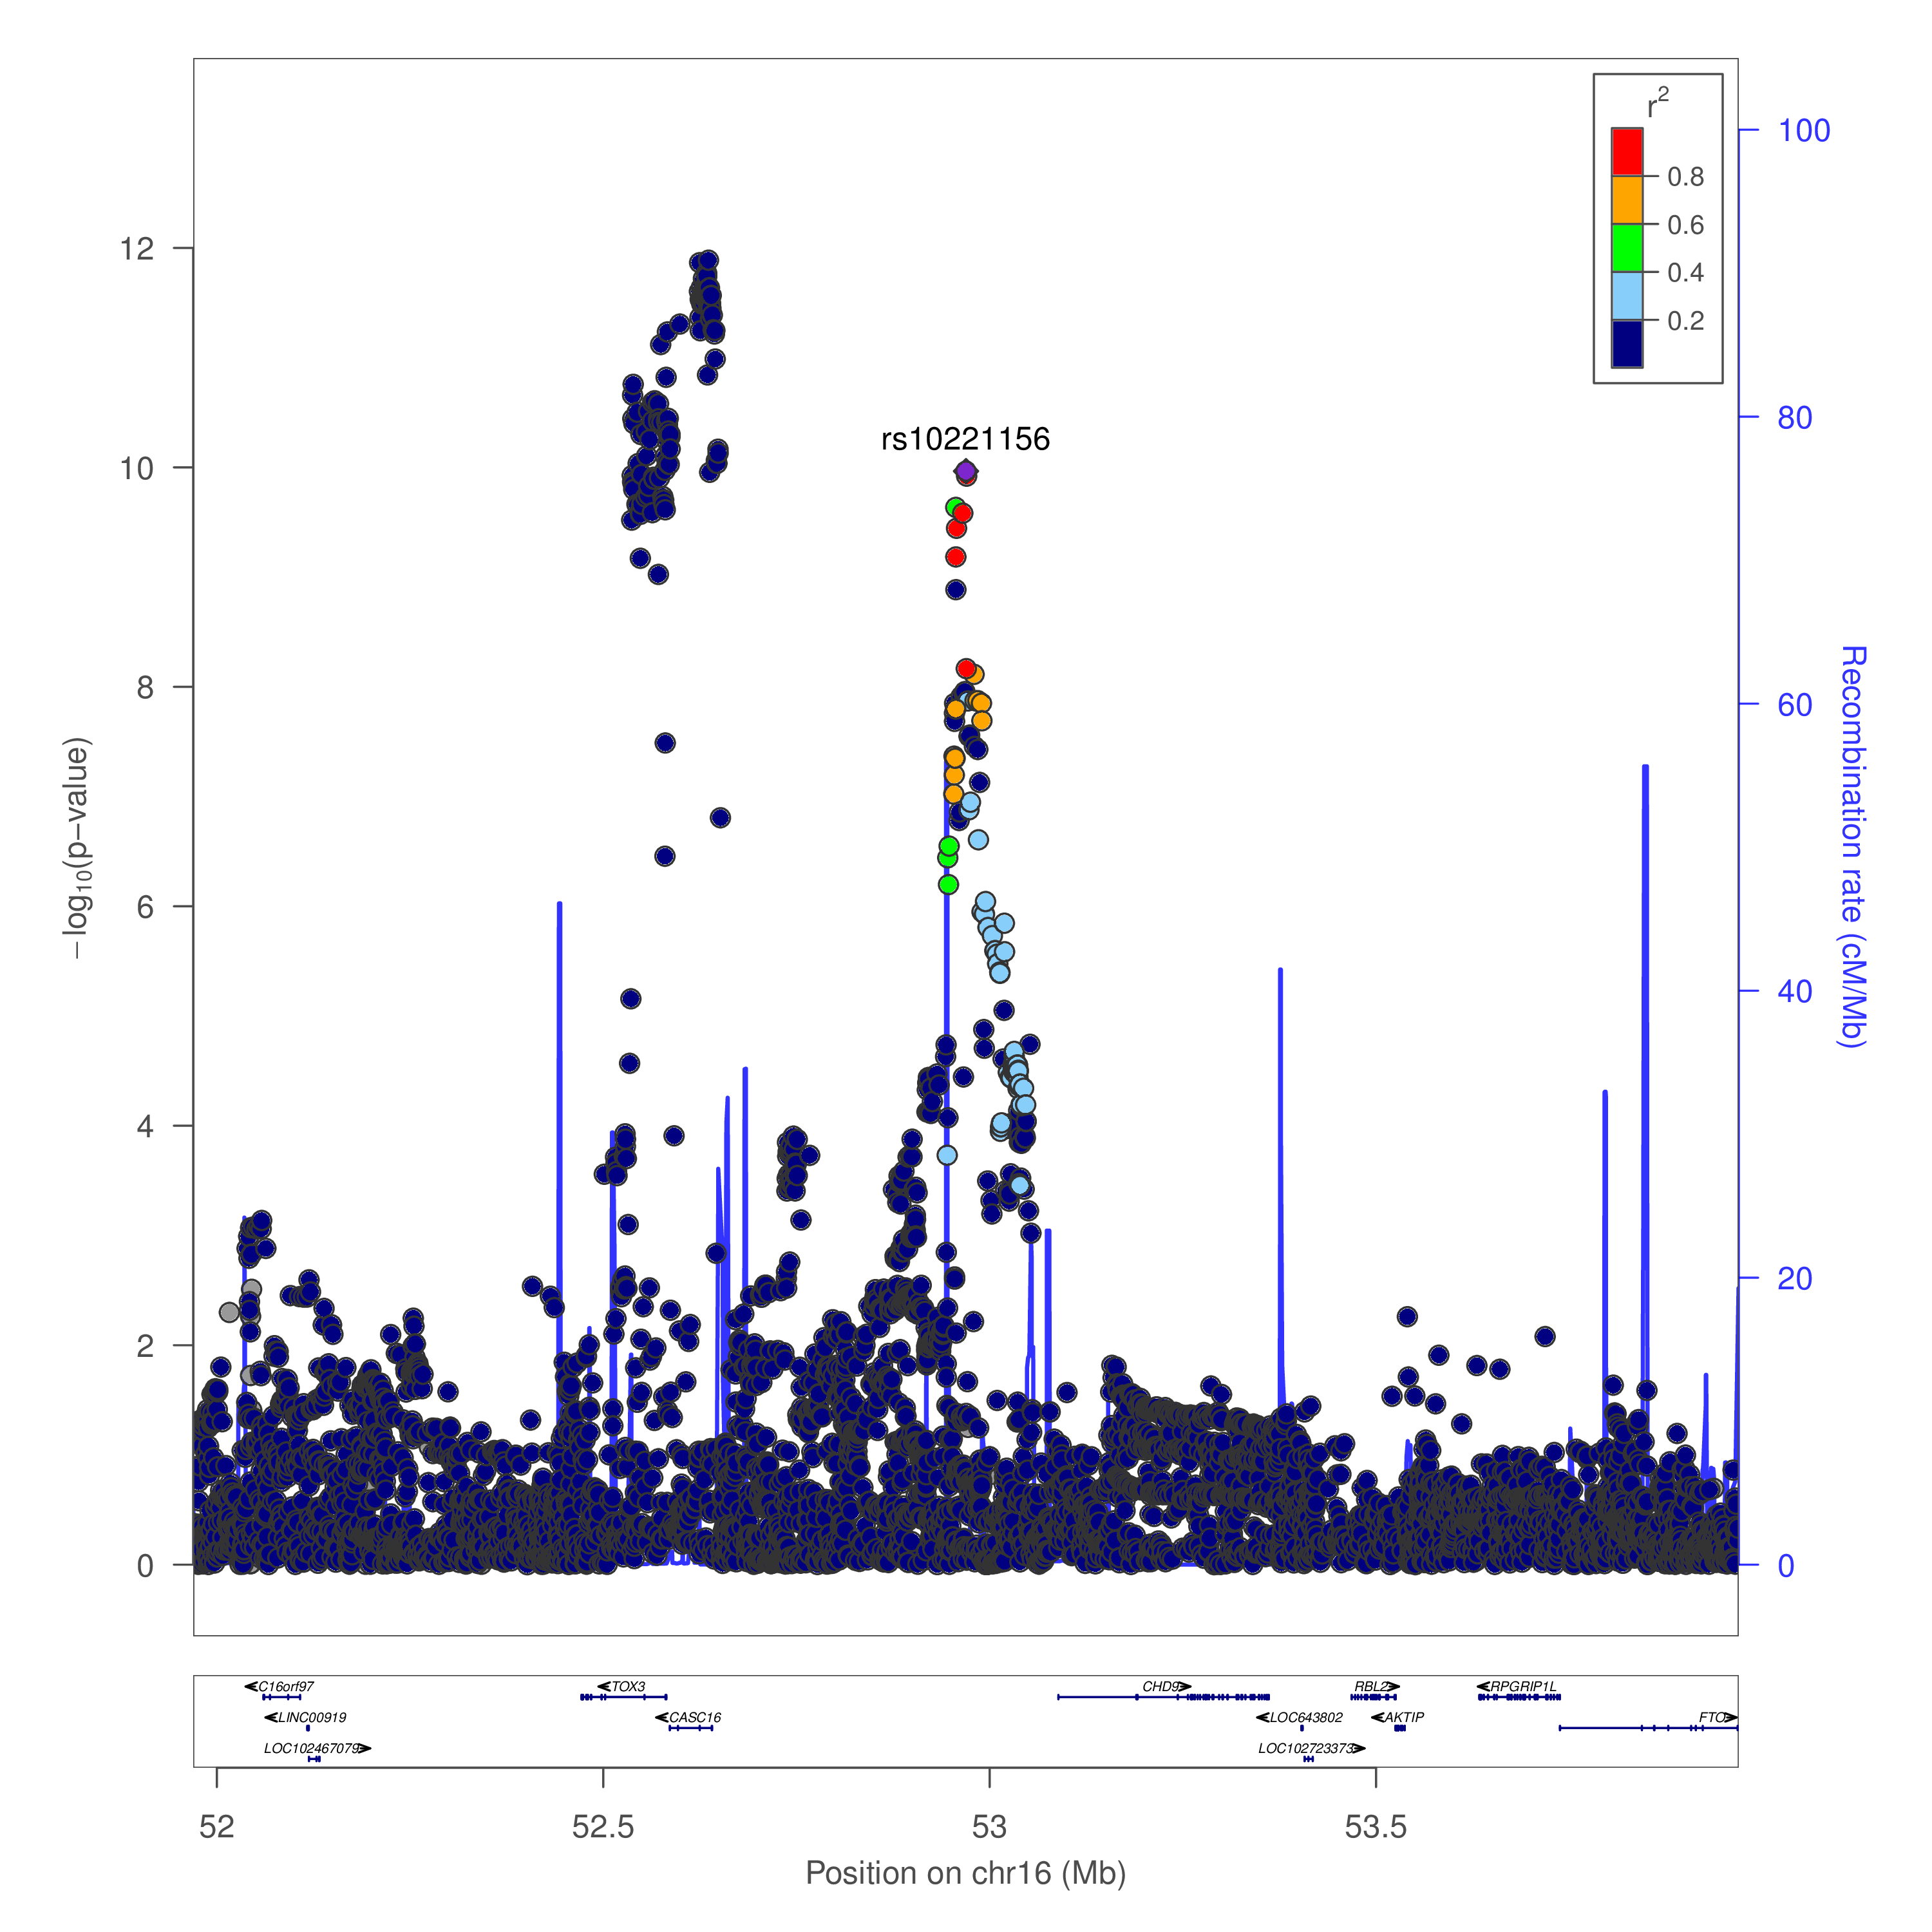 r2
0.8
0.6
0.4
0.2
rs10221156
12
10
8
6
4
2
0
−log10(p−value)
100
80
60
40
20
0
Recombination rate (cM/Mb)
C16orf97
TOX3
CHD9
RBL2
RPGRIP1L
LINC00919
CASC16
LOC643802
AKTIP
FTO
LOC102467079
LOC102723373
52
52.5
53
53.5
Position on chr16 (Mb)